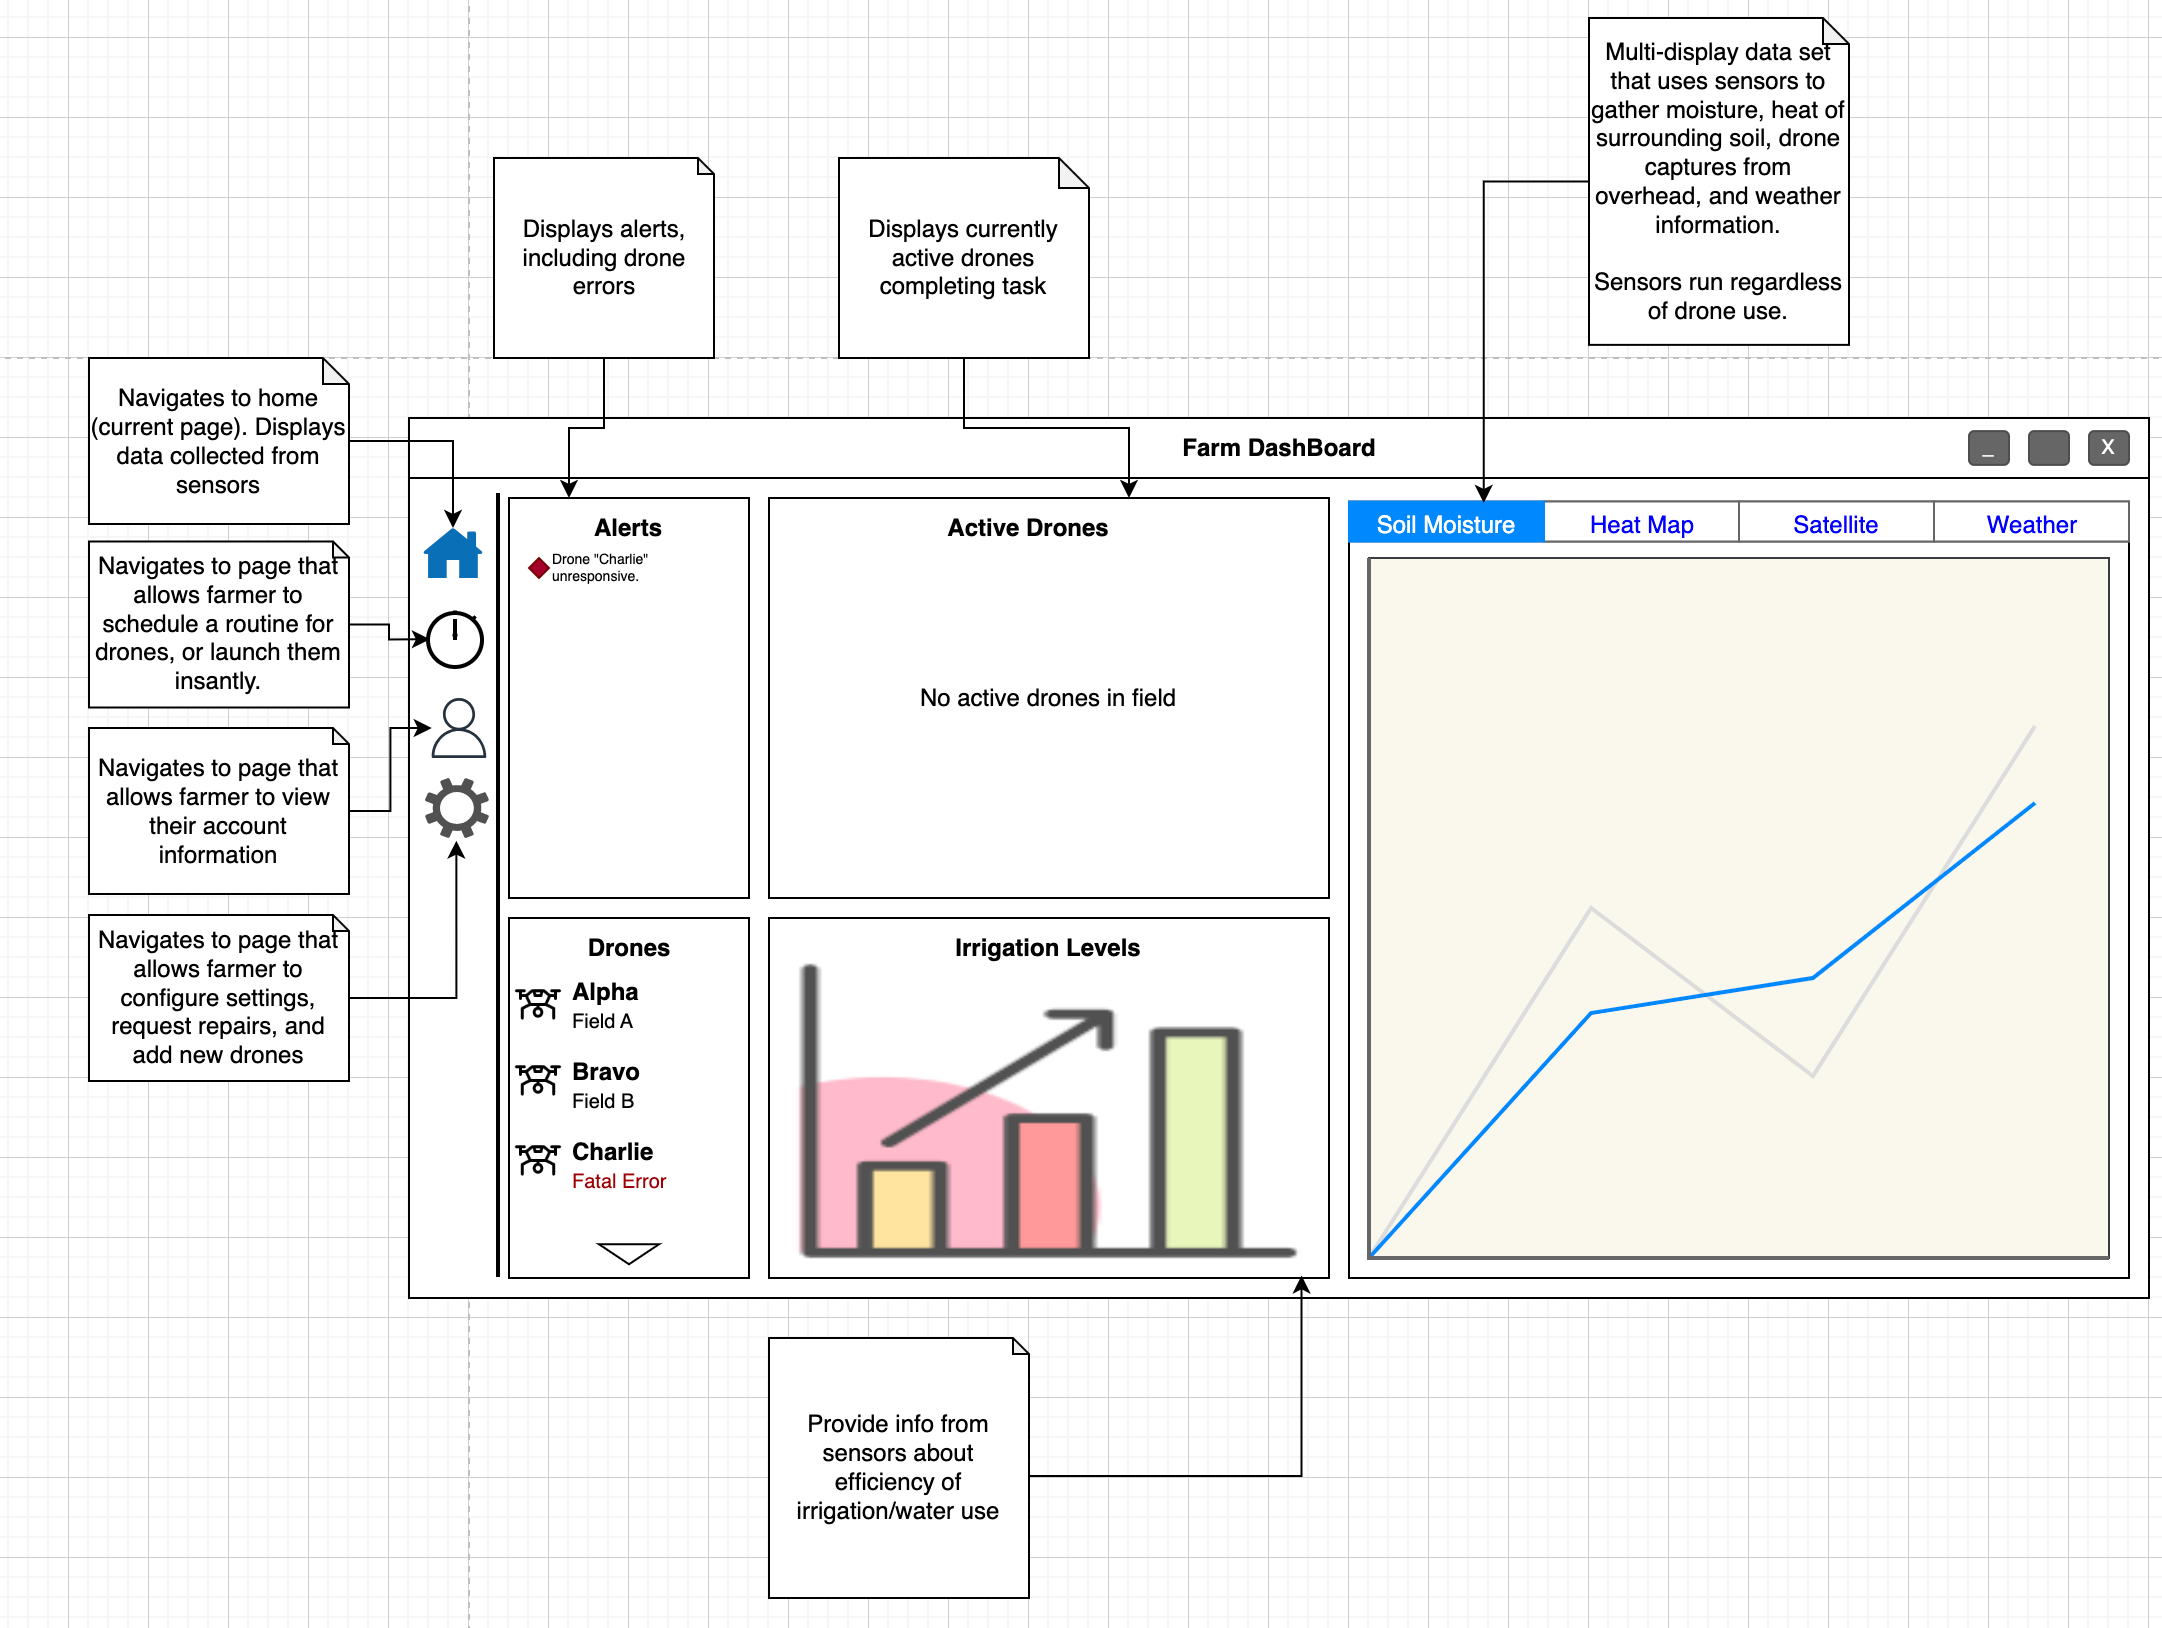 Multi-display data set
that uses sensors to
gather moisture, heat of
surrounding soil, drone
captures from
overhead, and weather
information.
Sensors run regardless
of drone use.
Displays alerts,
including drone
errors
Displays currently
active drones
completing task
Navigates to home
(current page). Displays
data collected from
sensors
Navigates to page that
allows farmer to
schedule a routine for
drones, or launch them
insantly.
Navigates to page that
allows farmer to view
their account
information
Navigates to page that
allows farmer to
configure settings,
request repairs, and
add new drones
Farm DashBoard
_
X
Alerts
Drone "Charlie"
unresponsive.
Active Drones
No active drones in field
Soil Moisture
Heat Map
Satellite
Weather
Drones
Alpha
Field A
Bravo
Field B
Charlie
Fatal Error
Irrigation Levels
Provide info from
sensors about
efficiency of
irrigation/water use